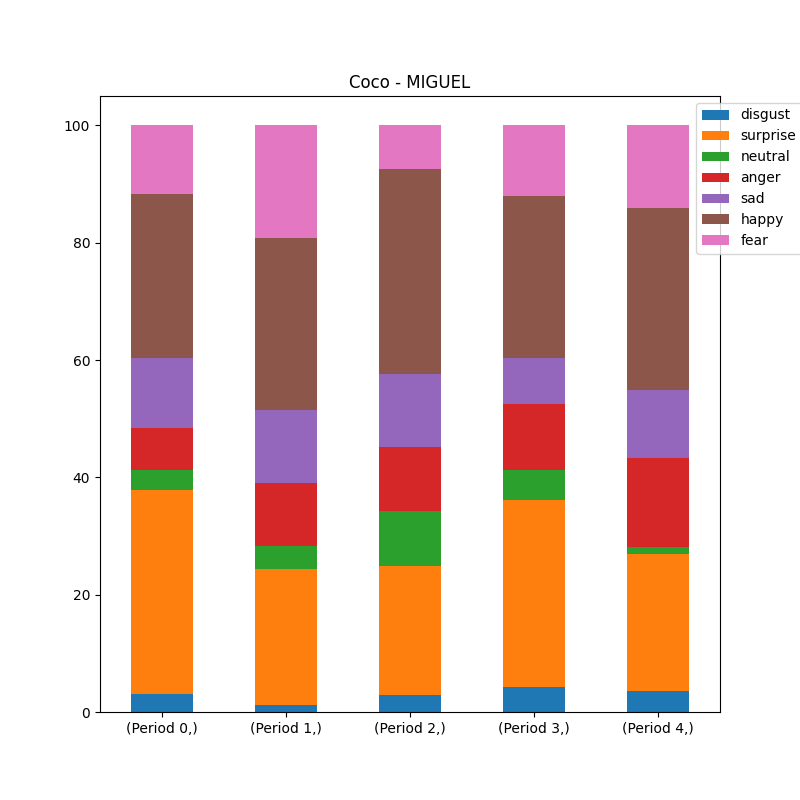 Coco - MIGUEL
100
80
60
40
20
0
(Period 0,) (Period 1,) (Period 2,) (Period 3,) (Period 4,)
disgust
surprise
neutral
anger
sad
happy
fear